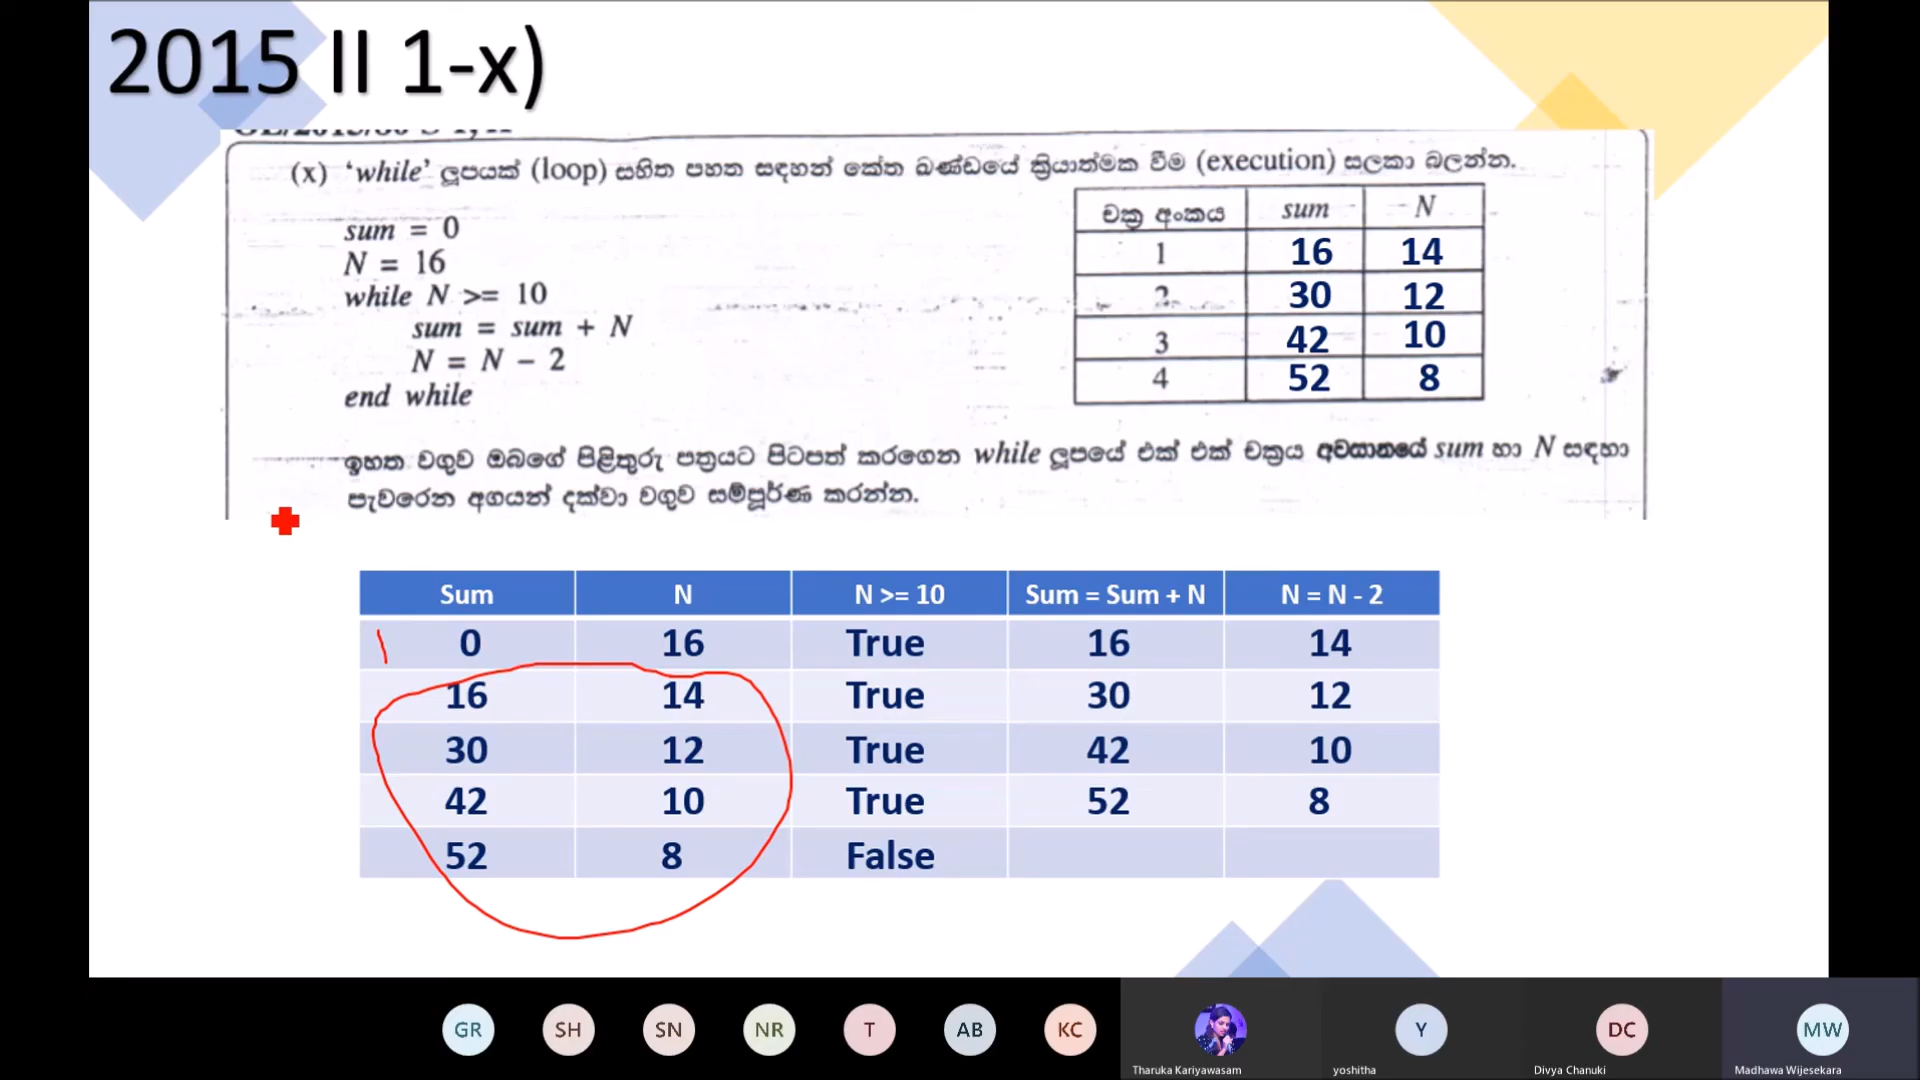 2015 II 1-x)
(x) ‘while’ ලූපයක් (loop) සහිත පහත සඳහන් කේත ඛණ්ඩයේ ක්‍රියාත්මක වීම (execution) සලකා බලන්න.
sum = 0
N = 16
while N >= 10
sum = sum + N
N = N − 2
end while
චක්‍ර අංකය sum N
1 16 14
2 30 12
3 42 10
4 52 8
ඉහත වගුව ඔබගේ පිළිතුරු පත්‍රයට පිටපත් කරගෙන while ලූපයේ එක් එක් චක්‍රය අවසානයේ sum හා N සඳහා
පැවරෙන අගයන් දක්වා වගුව සම්පූර්ණ කරන්න.
Sum N N >= 10 Sum = Sum + N N = N - 2
0 16 True 16 14
16 14 True 30 12
30 12 True 42 10
42 10 True 52 8
52 8 False
GR SH SN NR T AB KC Y DC MW
Tharuka Kariyawasam yoshitha Divya Chanuki Madhawa Wijesekara